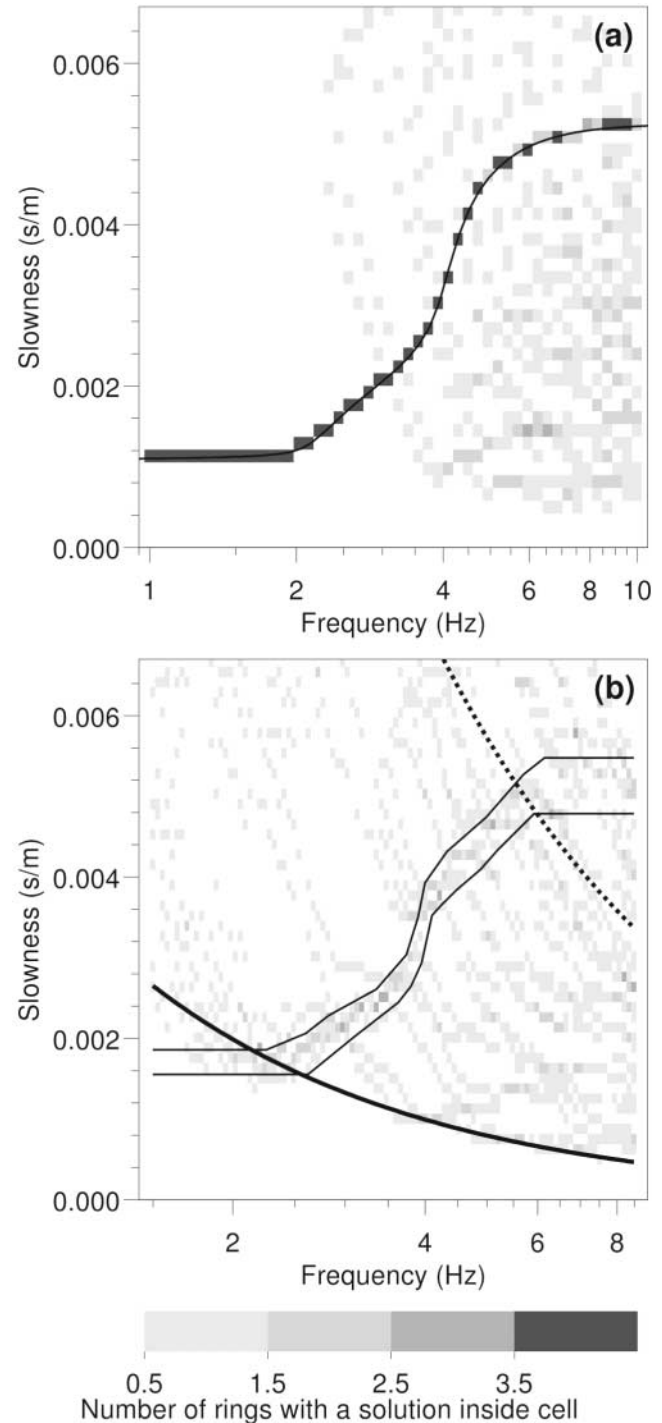 (a)
0.006
0.004
0.002
0.000
Slowness (s/m)
1 2 4 6 8 10
Frequency (Hz)
(b)
0.006
0.004
0.002
0.000
Slowness (s/m)
2 4 6 8
Frequency (Hz)
0.5 1.5 2.5 3.5
Number of rings with a solution inside cell